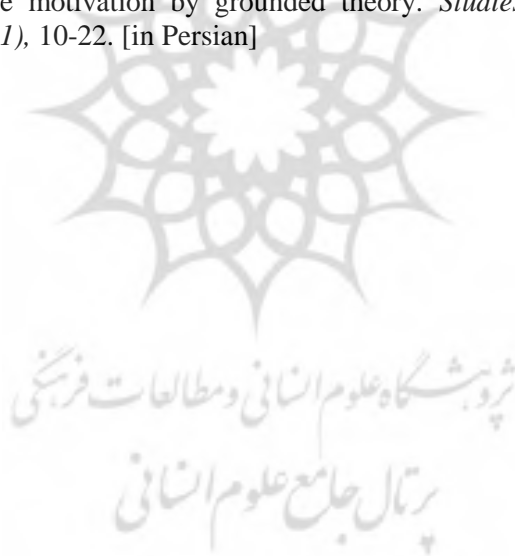 e motivation by grounded theory. Studies
1), 10-22. [in Persian]
پژوهشگاه علوم انسانی و مطالعات فرهنگی
پرتال جامع علوم انسانی